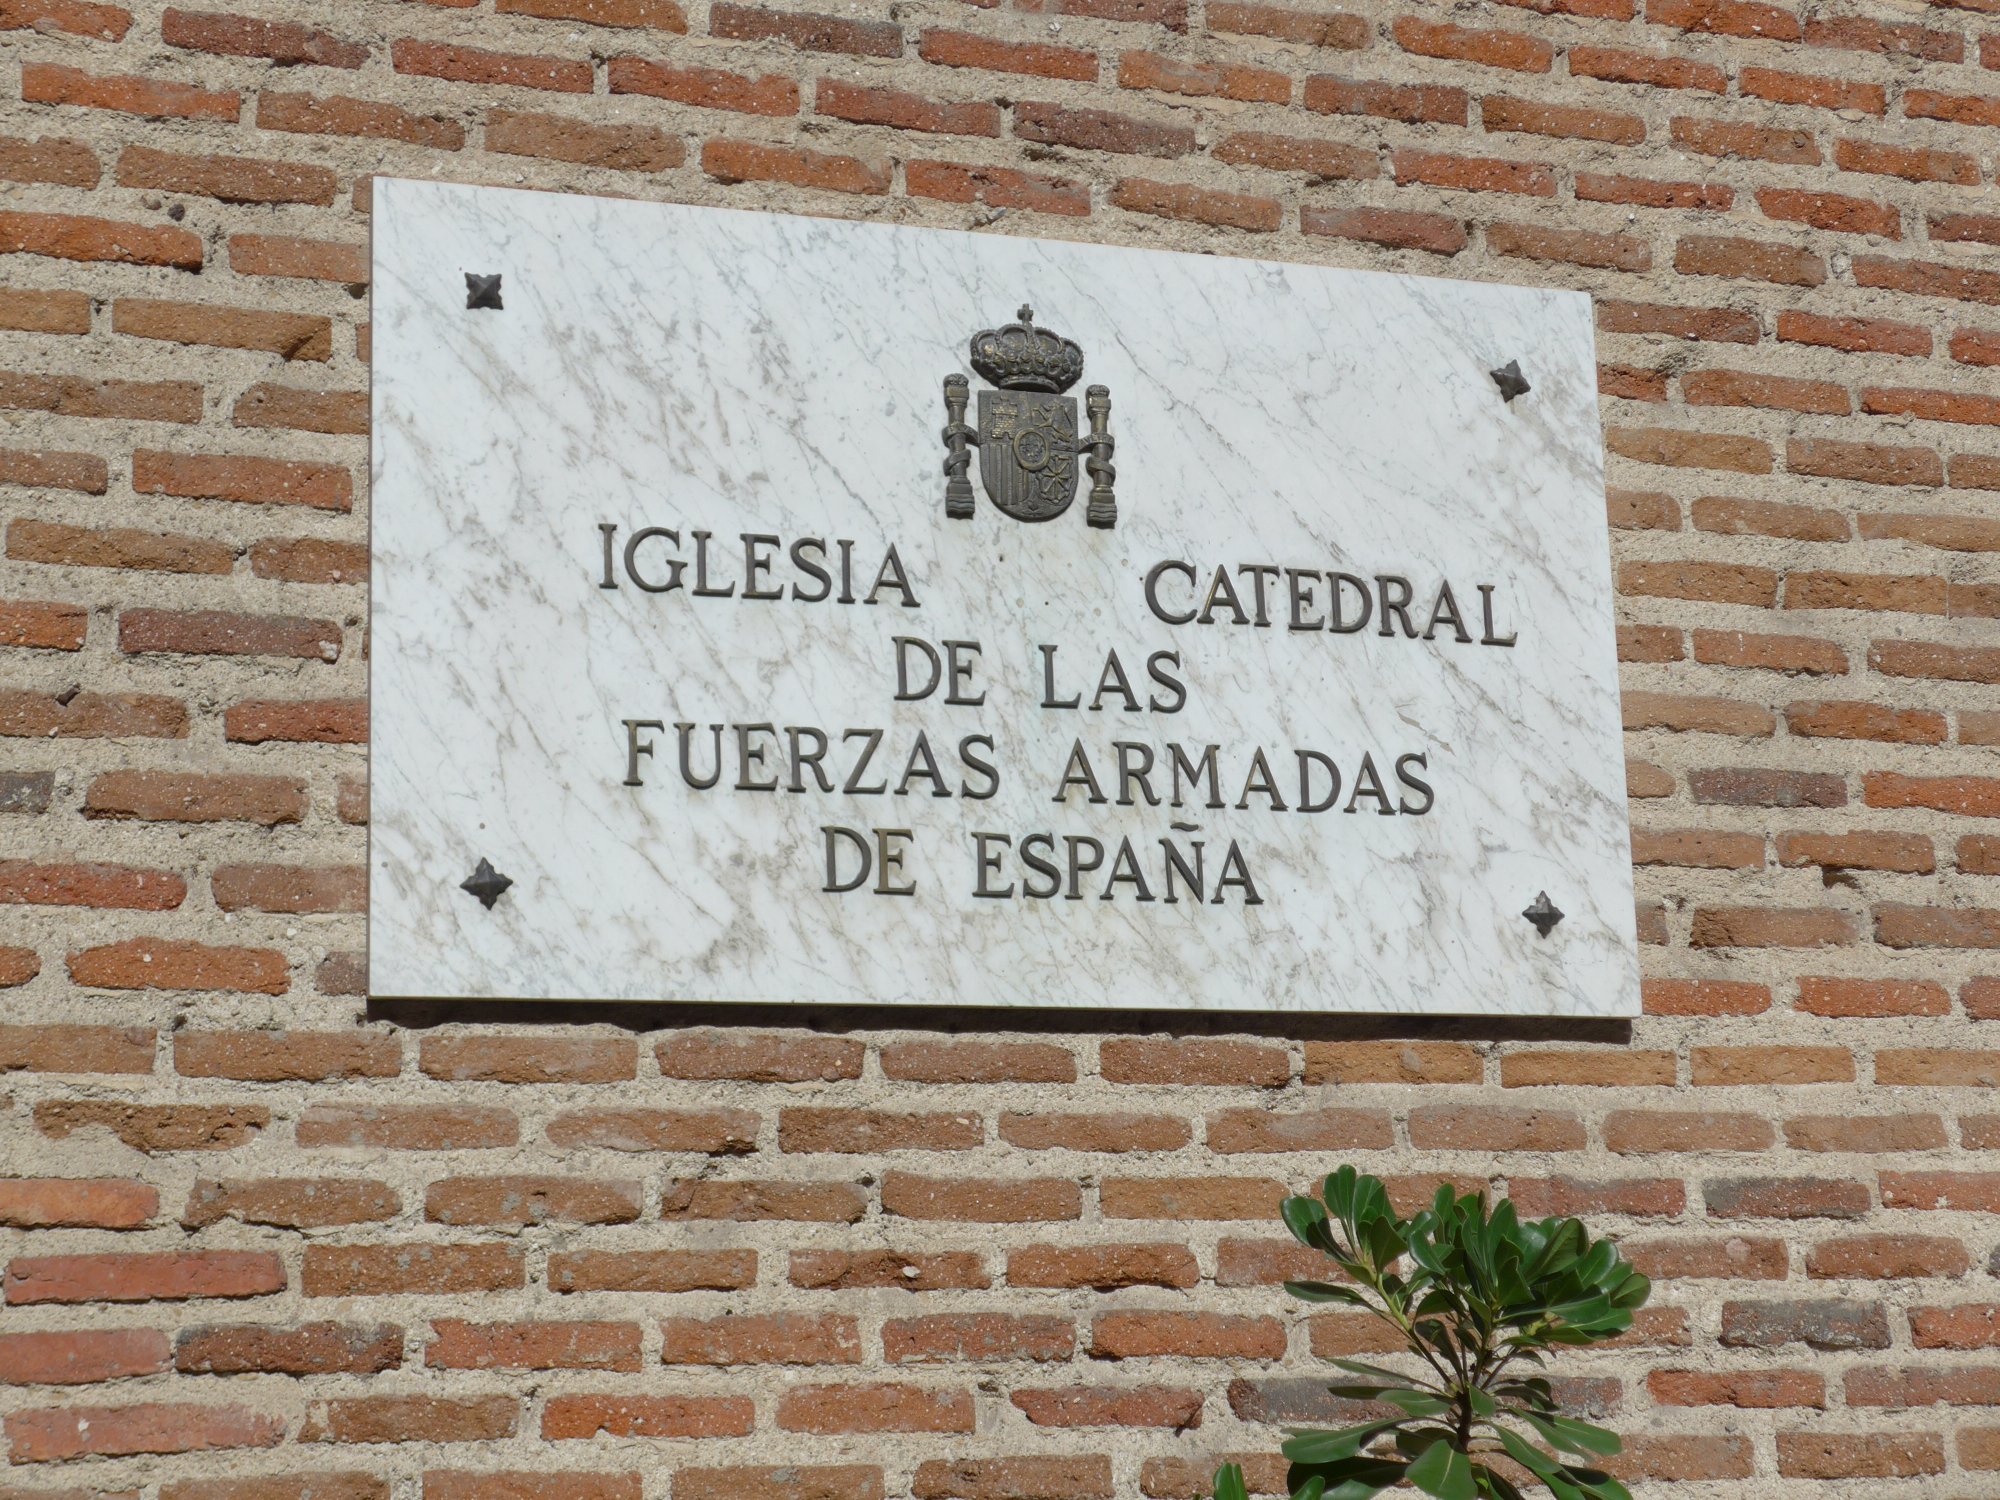 IGLESIA CATEDRAL
DE LAS
FUERZAS ARMADAS
DE ESPAÑA